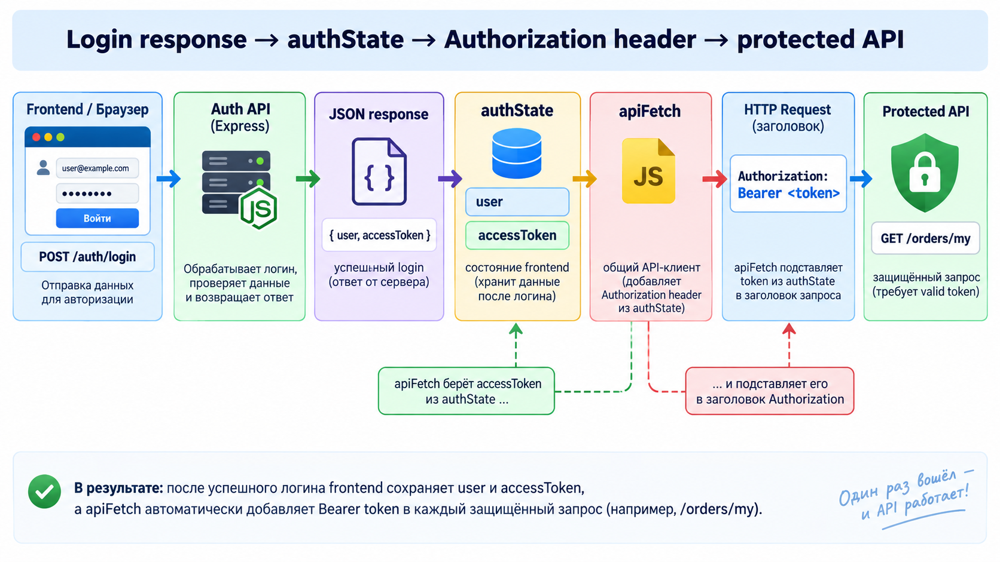 Login response → authState → Authorization header → protected API
Frontend / Браузер
user@example.com
Войти
POST /auth/login
Отправка данных
для авторизации
Auth API
(Express)
JS
Обрабатывает логин,
проверяет данные
и возвращает ответ
JSON response
{ }
{ user, accessToken }
успешный login
(ответ от сервера)
authState
user
accessToken
состояние frontend
(хранит данные
после логина)
apiFetch
JS
общий API-клиент
(добавляет
Authorization header
из authState)
HTTP Request
(заголовок)
Authorization:
Bearer <token>
apiFetch подставляет
token из authState
в заголовок запроса
Protected API
GET /orders/my
защищённый запрос
(требует valid token)
apiFetch берёт accessToken
из authState ...
... и подставляет его
в заголовок Authorization
В результате: после успешного логина frontend сохраняет user и accessToken,
а apiFetch автоматически добавляет Bearer token в каждый защищённый запрос (например, /orders/my).
Один раз вошёл —
и API работает!